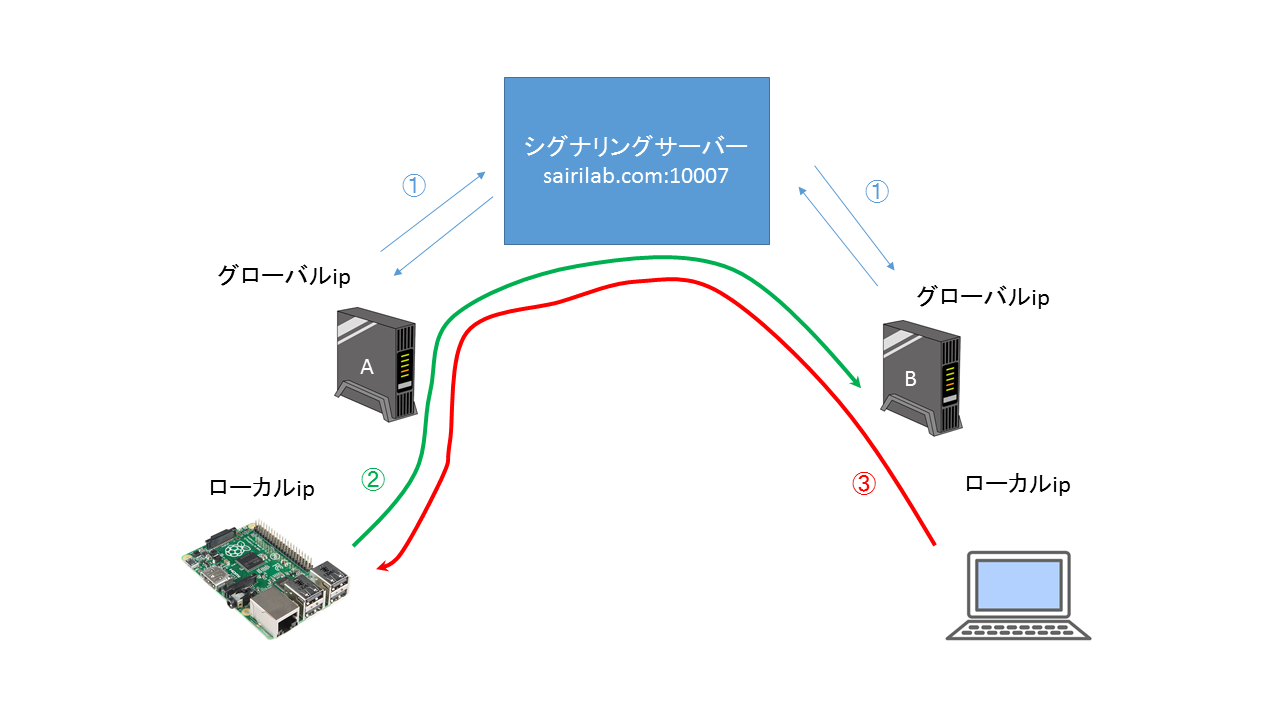 シグナリングサーバー
sairilab.com:10007
①
①
グローバルip
グローバルip
A
B
②
③
ローカルip
ローカルip